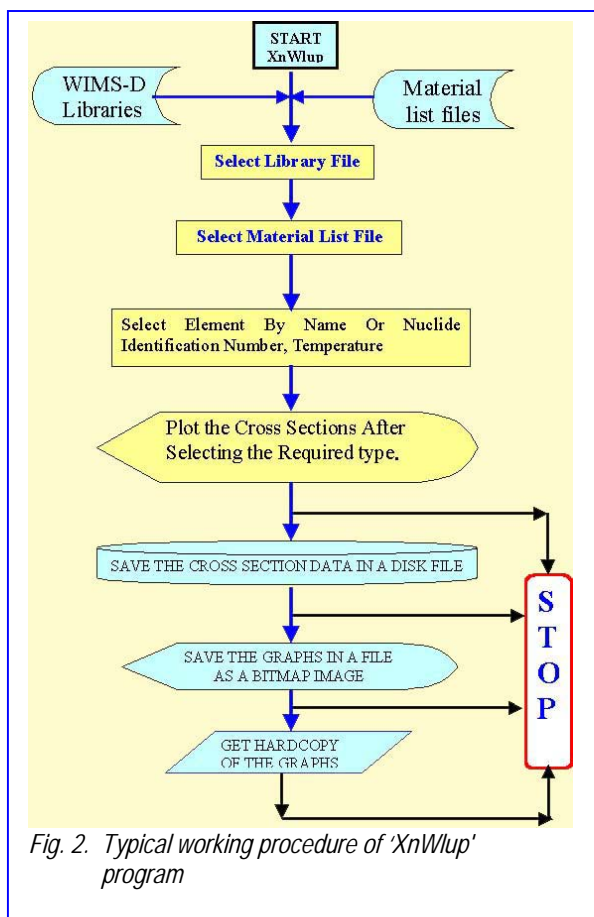 START
XnWlup
WIMS-D
Libraries
Material
list files
Select Library File
Select Material List File
Select Element By Name Or Nuclide
Identification Number, Temperature
Plot the Cross Sections After
Selecting the Required type.
SAVE THE CROSS SECTION DATA IN A DISK FILE
SAVE THE GRAPHS IN A FILE
AS A BITMAP IMAGE
GET HARDCOPY
OF THE GRAPHS
S
T
O
P
Fig. 2. Typical working procedure of ‘XnWlup'
program